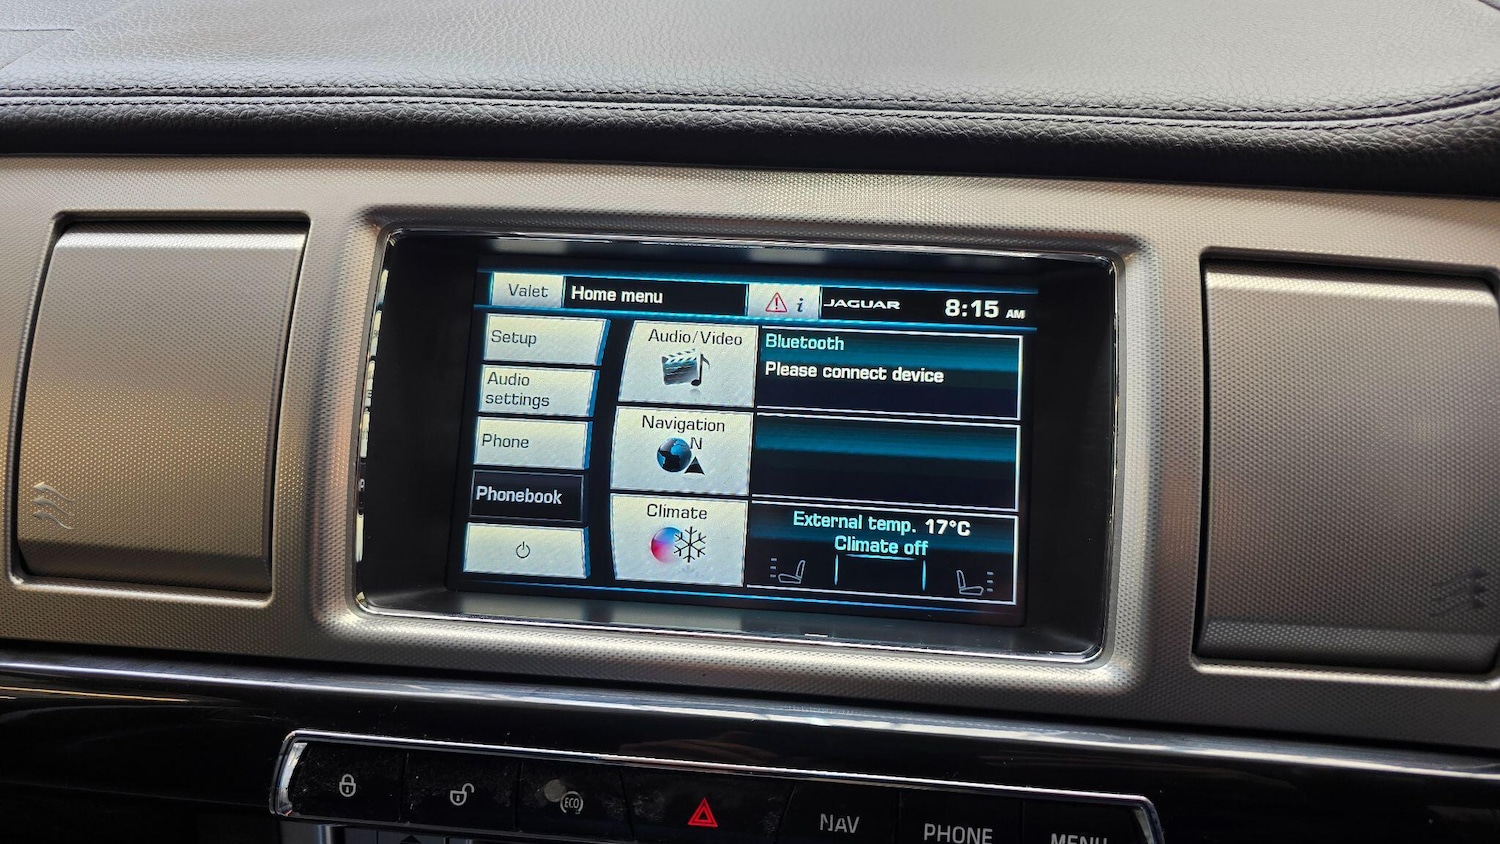 Valet
Home menu
i
JAGUAR
8:15 AM
Setup
Audio
settings
Phone
Phonebook
Audio/Video
Navigation
N
Climate
Bluetooth
Please connect device
External temp. 17°C
Climate off
ECO
NAV
PHONE
MENU